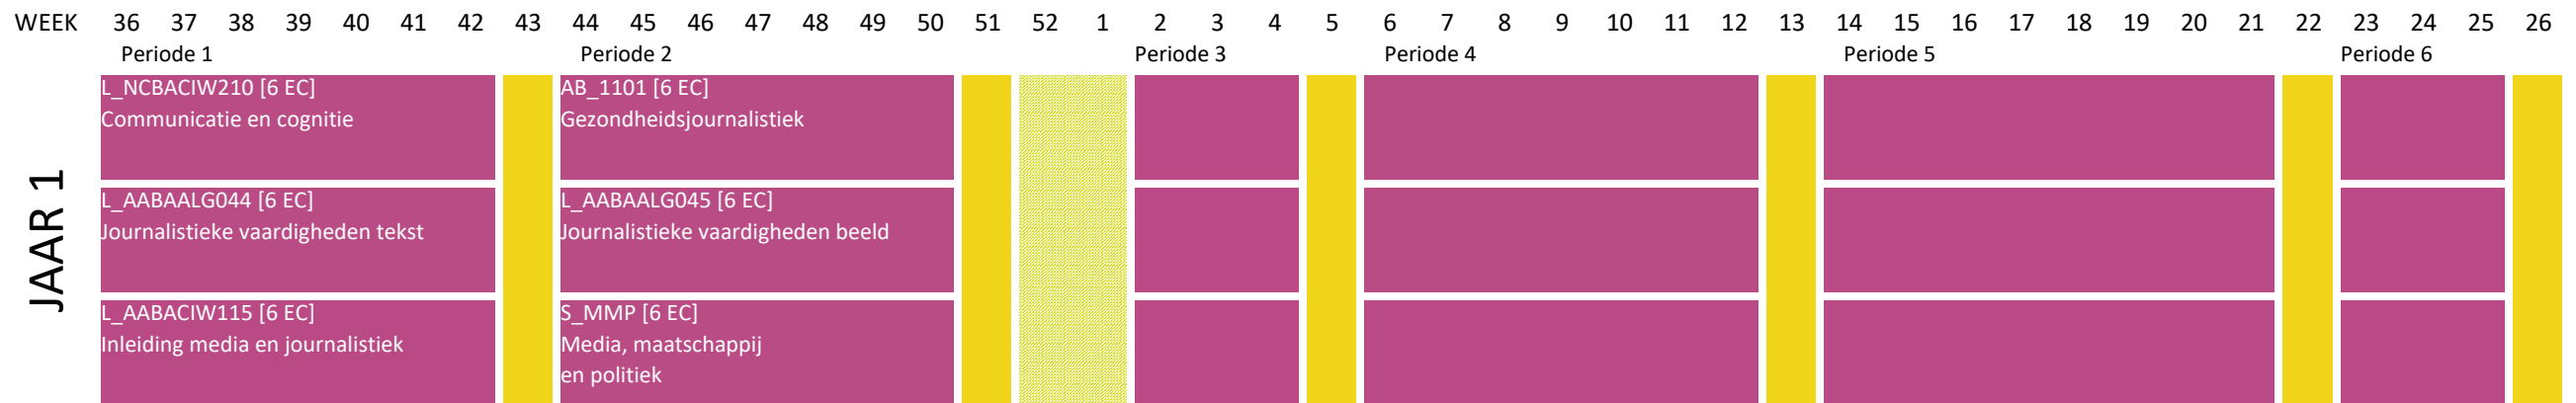 WEEK 36 37 38 39 40 41 42 43 44 45 46 47 48 49 50 51 52 1 2 3 4 5 6 7 8 9 10 11 12 13 14 15 16 17 18 19 20 21 22 23 24 25 26
Periode 1 Periode 2 Periode 3 Periode 4 Periode 5 Periode 6
JAAR 1
L_NCBACIW210 [6 EC]
Communicatie en cognitie
AB_1101 [6 EC]
Gezondheidsjournalistiek
L_AABAALG044 [6 EC]
Journalistieke vaardigheden tekst
L_AABAALG045 [6 EC]
Journalistieke vaardigheden beeld
L_AABACIW115 [6 EC]
Inleiding media en journalistiek
S_MMP [6 EC]
Media, maatschappij
en politiek